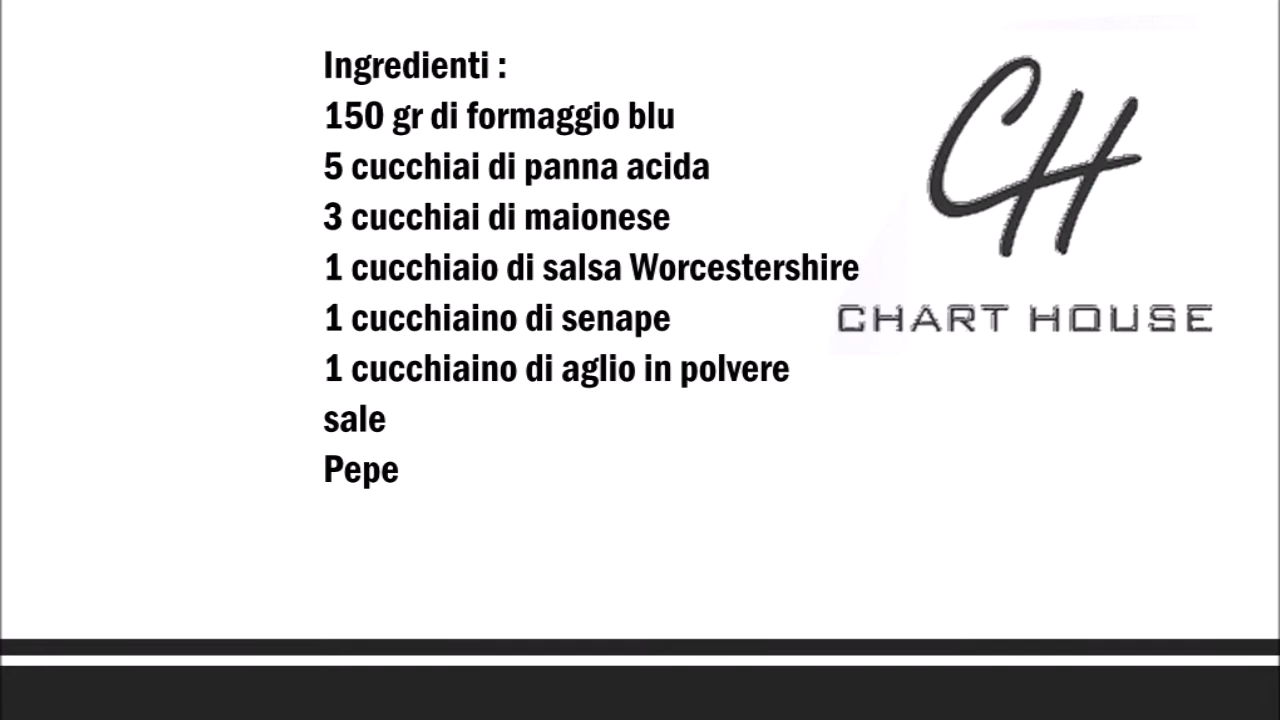 Ingredienti :
150 gr di formaggio blu
5 cucchiai di panna acida
3 cucchiai di maionese
1 cucchiaio di salsa Worcestershire
1 cucchiaino di senape
1 cucchiaino di aglio in polvere
sale
Pepe
CH
CHART HOUSE